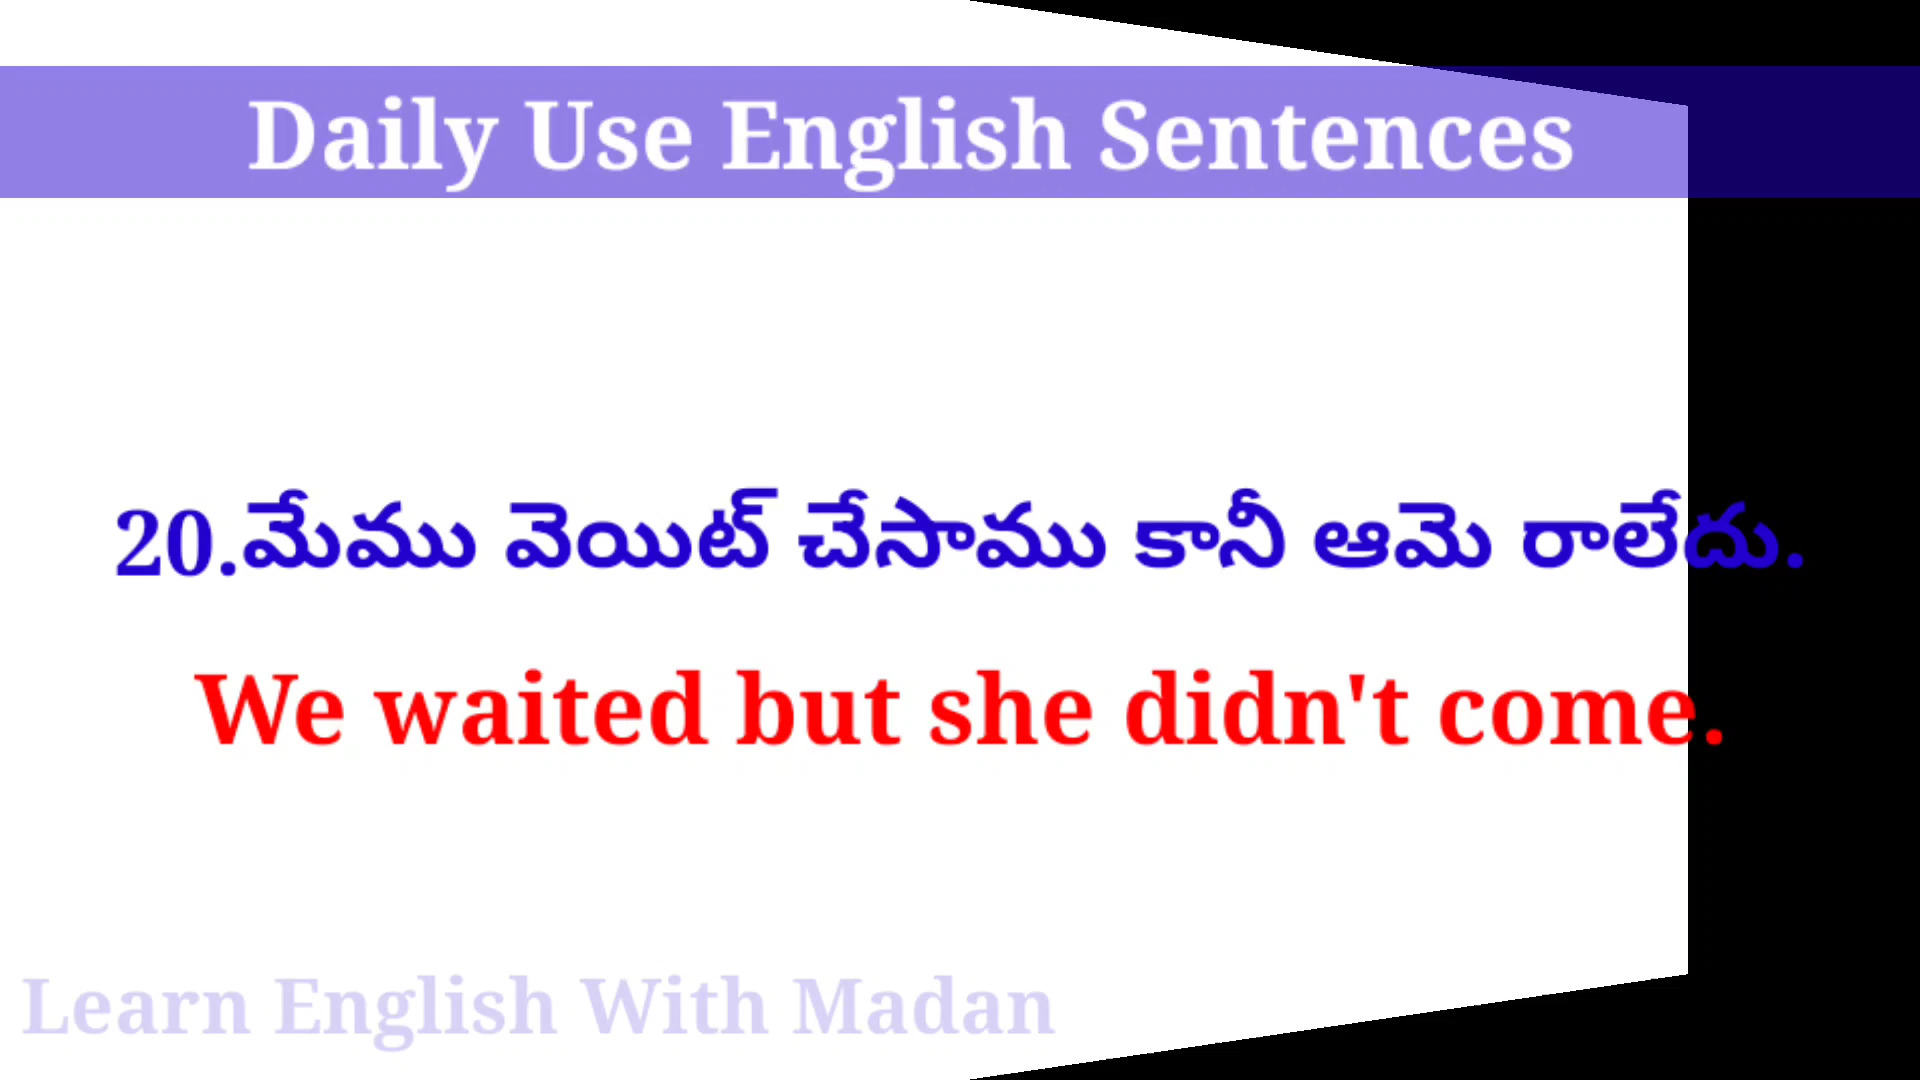 Daily Use English Sentences
20.మేము వెయిట్ చేసాము కానీ ఆమె రాలేదు.
We waited but she didn't come.
Learn English With Madan